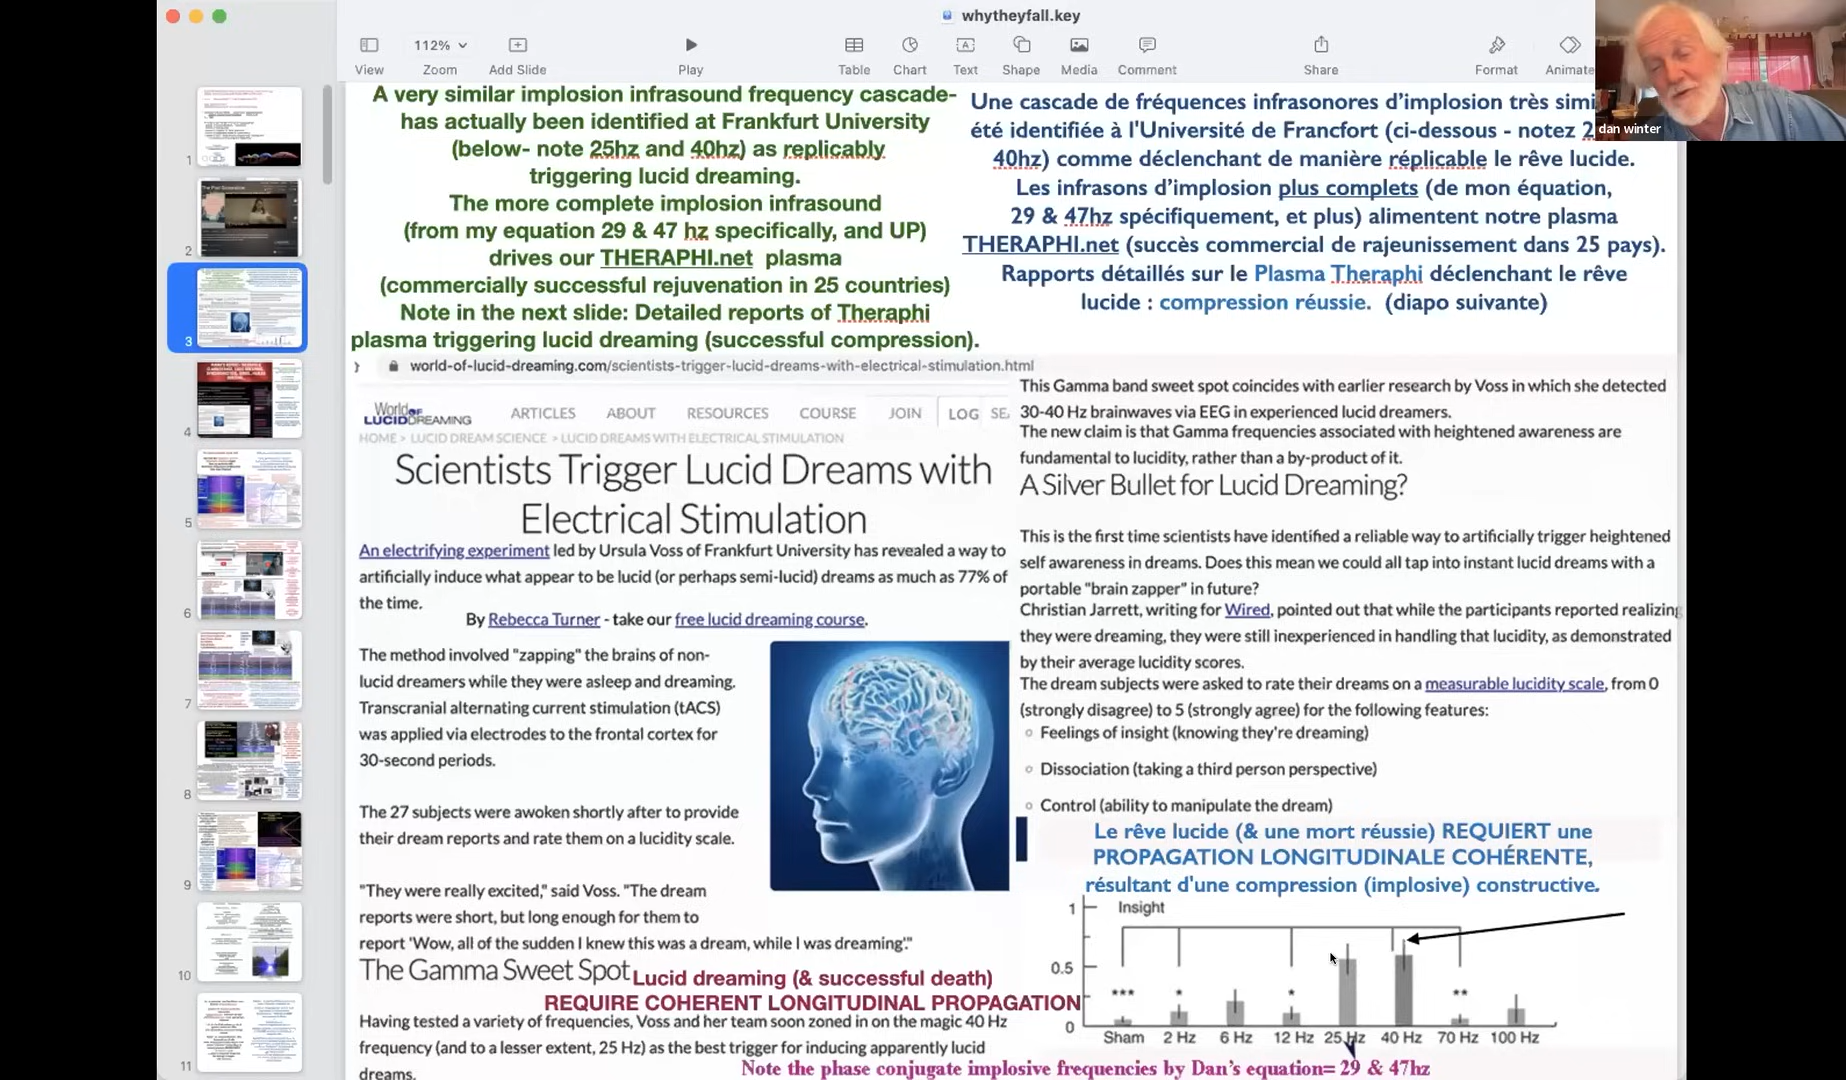 whytheyfall.key
View
112%
Zoom
Add Slide
Play
Table
Chart
Text
Shape
Media
Comment
Share
Format
Animate
dan winter
1
2
3
4
5
6
7
8
9
10
11
A very similar implosion infrasound frequency cascade-
has actually been identified at Frankfurt University
(below- note 25hz and 40hz) as replicably
triggering lucid dreaming.
The more complete implosion infrasound
(from my equation 29 & 47 hz specifically, and UP)
drives our THERAPHI.net plasma
(commercially successful rejuvenation in 25 countries)
Note in the next slide: Detailed reports of Theraphi
plasma triggering lucid dreaming (successful compression).
Une cascade de fréquences infrasonores d’implosion très simi
été identifiée à l'Université de Francfort (ci-dessous - notez 2
40hz) comme déclenchant de manière réplicable le rêve lucide.
Les infrasons d’implosion plus complets (de mon équation,
29 & 47hz spécifiquement, et plus) alimentent notre plasma
THERAPHI.net (succès commercial de rajeunissement dans 25 pays).
Rapports détaillés sur le Plasma Theraphi déclenchant le rêve
lucide : compression réussie. (diapo suivante)
world-of-lucid-dreaming.com/scientists-trigger-lucid-dreams-with-electrical-stimulation.html
World OF
LUCID DREAMING
ARTICLES ABOUT RESOURCES COURSE JOIN LOG SE
HOME > LUCID DREAM SCIENCE > LUCID DREAMS WITH ELECTRICAL STIMULATION
Scientists Trigger Lucid Dreams with
Electrical Stimulation
An electrifying experiment led by Ursula Voss of Frankfurt University has revealed a way to
artificially induce what appear to be lucid (or perhaps semi-lucid) dreams as much as 77% of
the time.
By Rebecca Turner - take our free lucid dreaming course.
The method involved "zapping" the brains of non-
lucid dreamers while they were asleep and dreaming.
Transcranial alternating current stimulation (tACS)
was applied via electrodes to the frontal cortex for
30-second periods.
The 27 subjects were awoken shortly after to provide
their dream reports and rate them on a lucidity scale.
"They were really excited," said Voss. "The dream
reports were short, but long enough for them to
report 'Wow, all of the sudden I knew this was a dream, while I was dreaming'."
The Gamma Sweet Spot
Lucid dreaming (& successful death)
REQUIRE COHERENT LONGITUDINAL PROPAGATION
Having tested a variety of frequencies, Voss and her team soon zoned in on the magic 40 Hz
frequency (and to a lesser extent, 25 Hz) as the best trigger for inducing apparently lucid
dreams.
This Gamma band sweet spot coincides with earlier research by Voss in which she detected
30-40 Hz brainwaves via EEG in experienced lucid dreamers.
The new claim is that Gamma frequencies associated with heightened awareness are
fundamental to lucidity, rather than a by-product of it.
A Silver Bullet for Lucid Dreaming?
This is the first time scientists have identified a reliable way to artificially trigger heightened
self awareness in dreams. Does this mean we could all tap into instant lucid dreams with a
portable "brain zapper" in future?
Christian Jarrett, writing for Wired, pointed out that while the participants reported realizing
they were dreaming, they were still inexperienced in handling that lucidity, as demonstrated
by their average lucidity scores.
The dream subjects were asked to rate their dreams on a measurable lucidity scale, from 0
(strongly disagree) to 5 (strongly agree) for the following features:
Feelings of insight (knowing they're dreaming)
Dissociation (taking a third person perspective)
Control (ability to manipulate the dream)
Le rêve lucide (& une mort réussie) REQUIERT une
PROPAGATION LONGITUDINALE COHÉRENTE,
résultant d'une compression (implosive) constructive.
1
Insight
0.5
*** * * **
0
Sham 2 Hz 6 Hz 12 Hz 25 Hz 40 Hz 70 Hz 100 Hz
Note the phase conjugate implosive frequencies by Dan's equation= 29 & 47hz